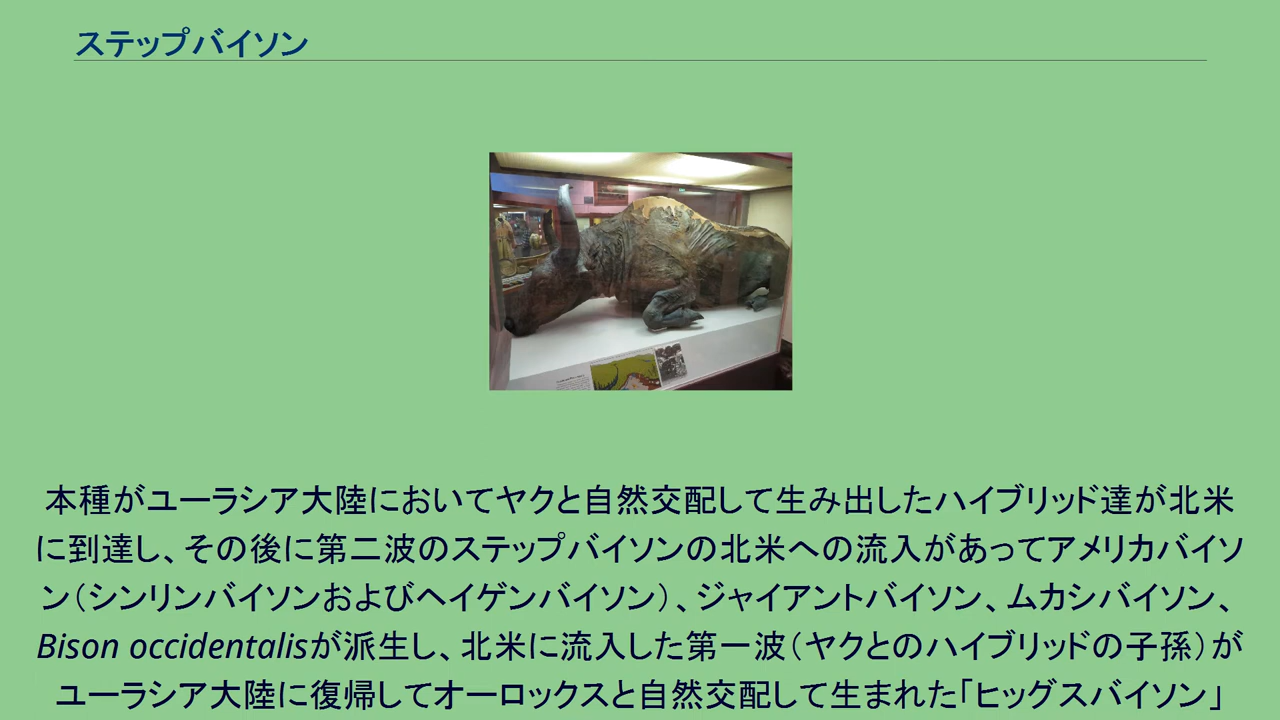 ステップバイソン
本種がユーラシア大陸においてヤクと自然交配して生み出したハイブリッド達が北米
に到達し、その後に第二波のステップバイソンの北米への流入があってアメリカバイソ
ン（シンリンバイソンおよびヘイゲンバイソン）、ジャイアントバイソン、ムカシバイソン、
Bison occidentalisが派生し、北米に流入した第一波（ヤクとのハイブリッドの子孫）が
ユーラシア大陸に復帰してオーロックスと自然交配して生まれた「ヒッグスバイソン」